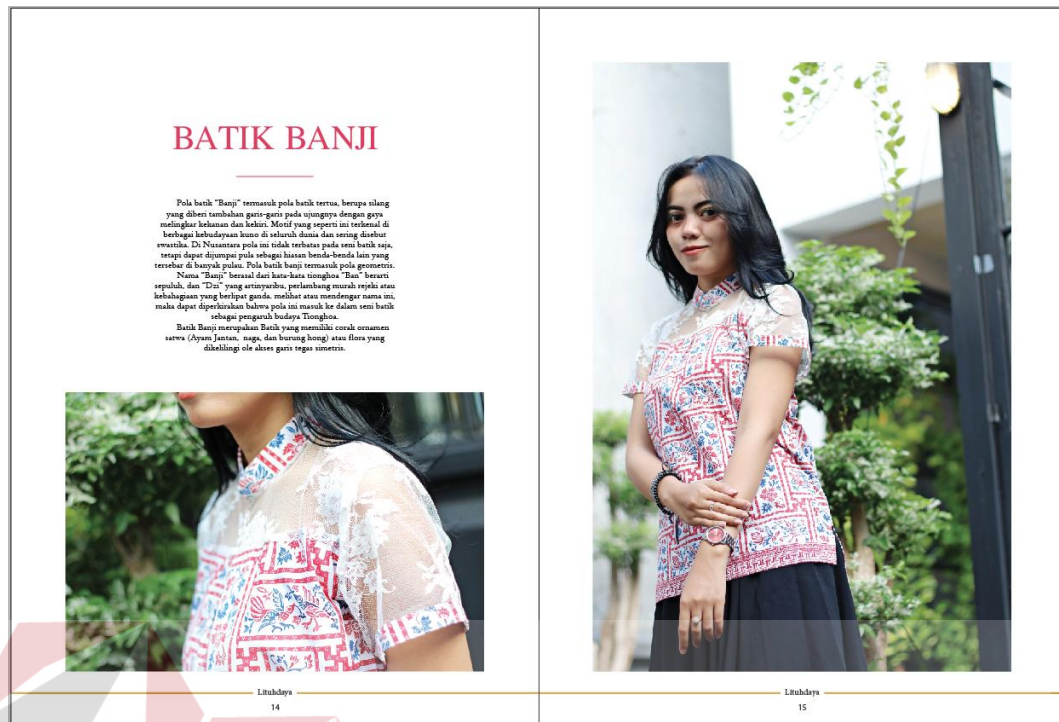 BATIK BANJI
Pola batik "Banji" termasuk pola batik tertua, berupa silang
yang diberi tambahan garis-garis pada ujungnya dengan gaya
melingkar kekanan dan kekiri. Motif yang seperti ini terkenal di
berbagai kebudayaan kuno di seluruh dunia dan sering disebut
swastika. Di Nusantara pola ini tidak terbatas pada seni batik saja,
tetapi dapat dijumpai pula sebagai hiasan benda-benda lain yang
tersebar di banyak pulau. Pola batik banji termasuk pola geometris.
Nama "Banji" berasal dari kata-kata tionghoa "Ban" berarti
sepuluh, dan "Dzi" yang artinyaribu, perlambang murah rejeki atau
kebahagiaan yang berlipat ganda. melihat atau mendengar nama ini,
maka dapat diperkirakan bahwa pola ini masuk ke dalam seni batik
sebagai pengaruh budaya Tionghoa.
Batik Banji merupakan Batik yang memiliki corak ornamen
satwa (Ayam Jantan, naga, dan burung hong) atau flora yang
dikelilingi ole akses garis tegas simetris.
Lituhdaya
14
Lituhdaya
15